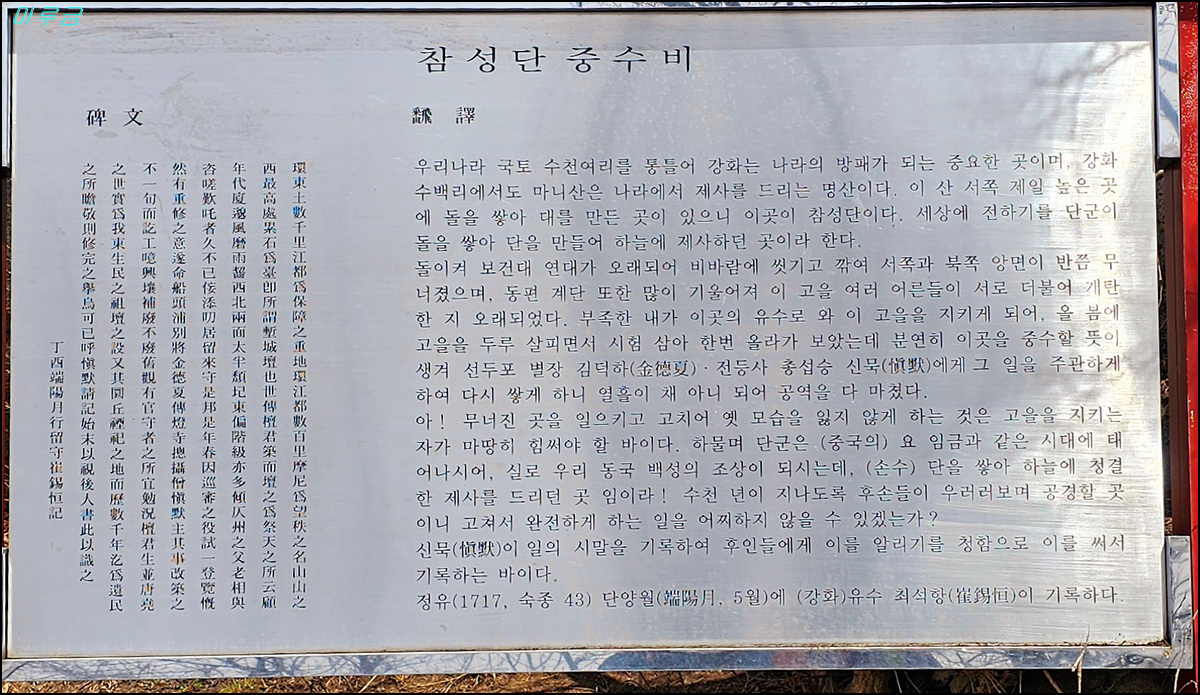 미루금
참성단 중수비
碑文
飜譯
環東土數千里江都爲保障之重地環江都數百里摩尼爲望秩之名山山之
西最高處累石爲臺卽所謂塹城壇也世傳檀君築而壇之爲祭天之所云顧
年代敻邈風磨雨齧西北兩面太半頹圮東偏階級亦多傾仄州之父老相與
咨嗟歎吒者久不已佞添叨居留來守是邦是年春因巡審之役試一登覽慨
然有重修之意遂命船頭浦別將金德夏傳燈寺摠攝僧愼默主其事改築之
不一旬而訖工噫興壞補廢不廢舊觀有官守者之所宜勉況檀君生並唐堯
之世實爲我東生民之祖壇之設又其圜丘禋祀之地而歷數千年汔爲遺民
之所瞻敬則修完之擧烏可已呼愼默請記始末以視後人書此以識之
丁酉端陽月行留守崔錫恒記
우리나라 국토 수천여리를 통틀어 강화는 나라의 방패가 되는 중요한 곳이며, 강화
수백리에서도 마니산은 나라에서 제사를 드리는 명산이다. 이 산 서쪽 제일 높은 곳
에 돌을 쌓아 대를 만든 곳이 있으니 이곳이 참성단이다. 세상에 전하기를 단군이
돌을 쌓아 단을 만들어 하늘에 제사하던 곳이라 한다.
돌이켜 보건대 연대가 오래되어 비바람에 씻기고 깎여 서쪽과 북쪽 앙면이 반쯤 무
너졌으며, 동편 계단 또한 많이 기울어져 이 고을 여러 어른들이 서로 더불어 개탄
한 지 오래되었다. 부족한 내가 이곳의 유수로 와 이 고을을 지키게 되어, 올 봄에
고을을 두루 살피면서 시험 삼아 한번 올라가 보았는데 분연히 이곳을 중수할 뜻이
생겨 선두포 별장 김덕하(金德夏)·전등사 총섭승 신묵(愼默)에게 그 일을 주관하게
하여 다시 쌓게 하니 열흘이 채 아니 되어 공역을 다 마쳤다.
아! 무너진 곳을 일으키고 고치어 옛 모습을 잃지 않게 하는 것은 고을을 지키는
자가 마땅히 힘써야 할 바이다. 하물며 단군은 (중국의) 요 임금과 같은 시대에 태
어나시어, 실로 우리 동국 백성의 조상이 되시는데, (손수) 단을 쌓아 하늘에 청결
한 제사를 드리던 곳 임이라! 수천 년이 지나도록 후손들이 우러러보며 공경할 곳
이니 고쳐서 완전하게 하는 일을 어찌하지 않을 수 있겠는가?
신묵(愼默)이 일의 시말을 기록하여 후인들에게 이를 알리기를 청함으로 이를 써서
기록하는 바이다.
정유(1717, 숙종 43) 단양월(端陽月, 5월)에 (강화)유수 최석항(崔錫恒)이 기록하다.